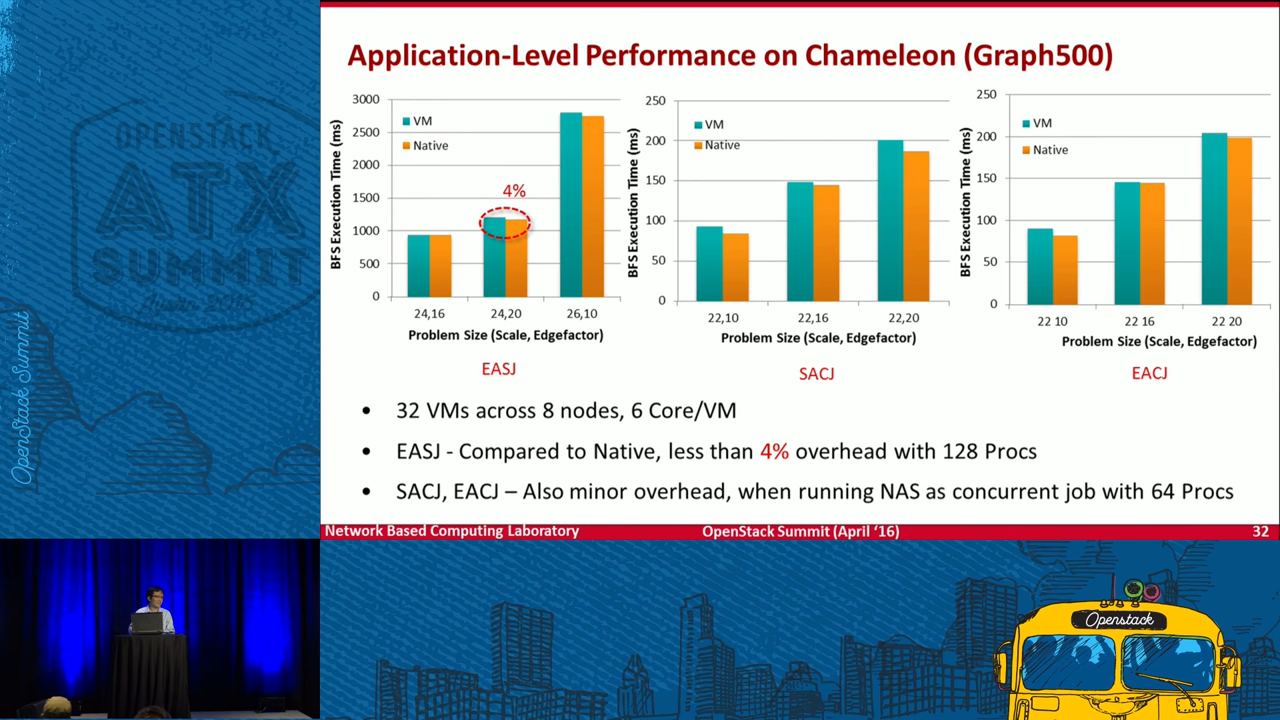 Application-Level Performance on Chameleon (Graph500)
BFS Execution Time (ms)
3000
2500
2000
1500
1000
500
0
VM
Native
4%
24,16 24,20 26,10
Problem Size (Scale, Edgefactor)
EASJ
BFS Execution Time (ms)
250
200
150
100
50
0
VM
Native
22,10 22,16 22,20
Problem Size (Scale, Edgefactor)
SACJ
BFS Execution Time (ms)
250
200
150
100
50
0
VM
Native
22 10 22 16 22 20
Problem Size (Scale, Edgefactor)
EACJ
• 32 VMs across 8 nodes, 6 Core/VM
• EASJ - Compared to Native, less than 4% overhead with 128 Procs
• SACJ, EACJ – Also minor overhead, when running NAS as concurrent job with 64 Procs
Network Based Computing Laboratory OpenStack Summit (April ‘16) 32
OPENSTACK
ATX
SUMMIT
OpenStack Summit
Openstack